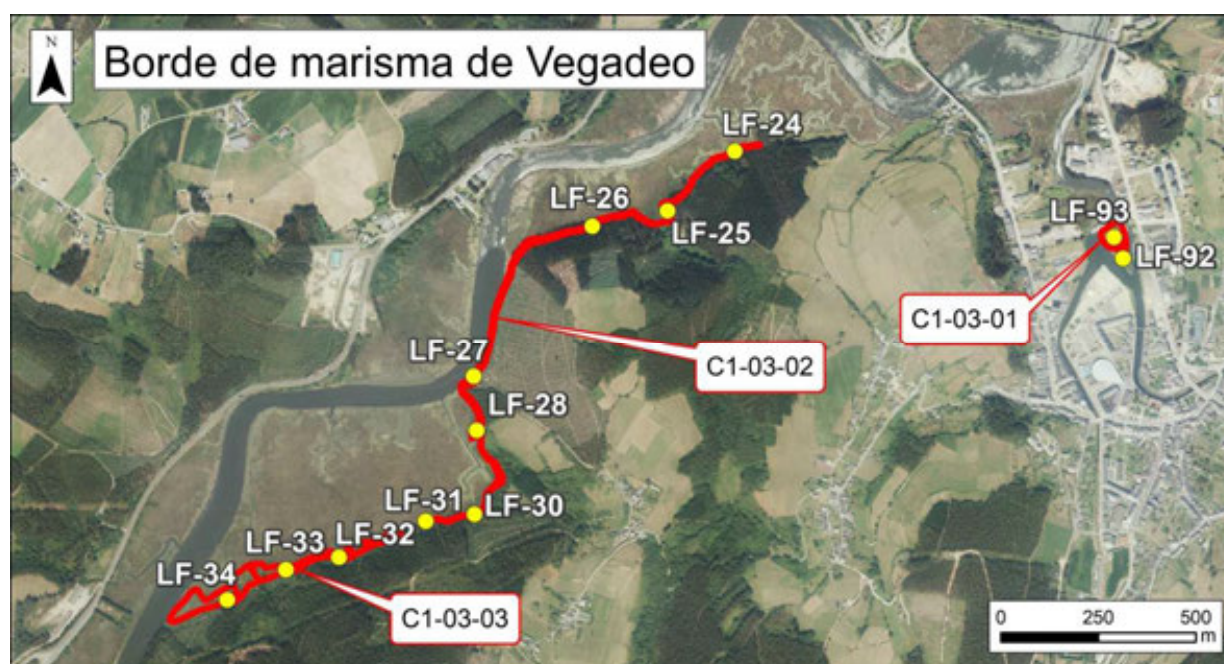 N
Borde de marisma de Vegadeo
LF-24
LF-26
LF-25
LF-93
LF-92
C1-03-01
C1-03-02
LF-27
LF-28
LF-31
LF-30
LF-33
LF-32
LF-34
C1-03-03
0 250 500
m